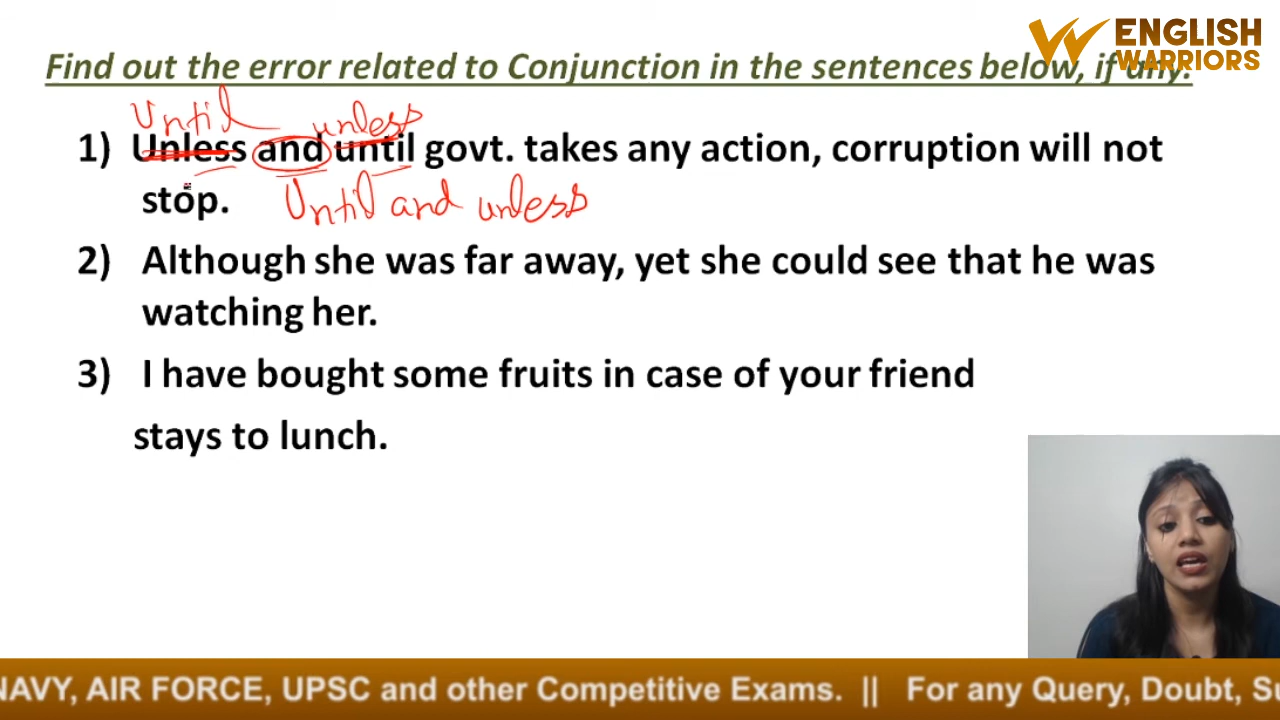 ENGLISH
WARRIORS
Find out the error related to Conjunction in the sentences below, if any.
Until unless
1) Unless and until govt. takes any action, corruption will not
stop. Until and unless
2) Although she was far away, yet she could see that he was
watching her.
3) I have bought some fruits in case of your friend
stays to lunch.
NAVY, AIR FORCE, UPSC and other Competitive Exams. || For any Query, Doubt, Su